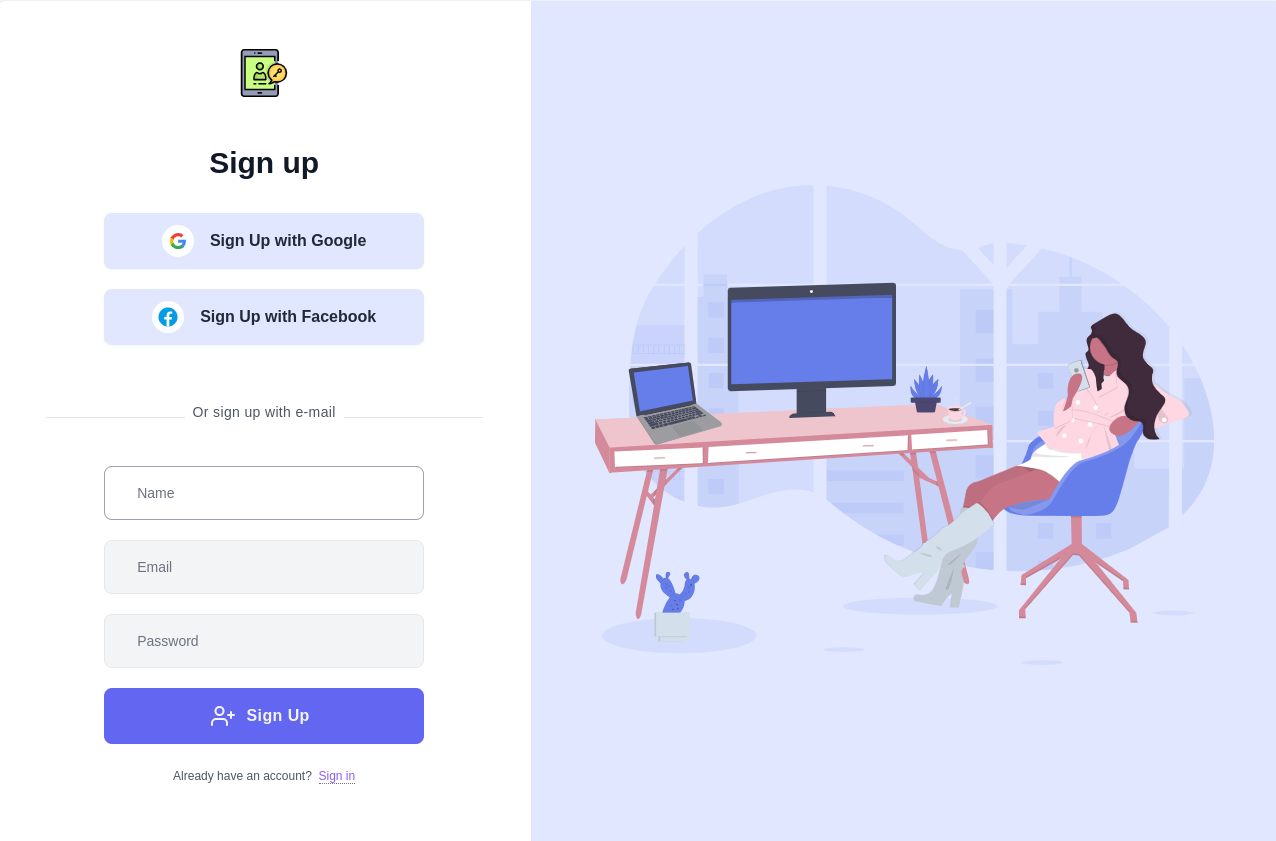 Sign up
Sign Up with Google
Sign Up with Facebook
Or sign up with e-mail
Name
Email
Password
Sign Up
Already have an account? Sign in